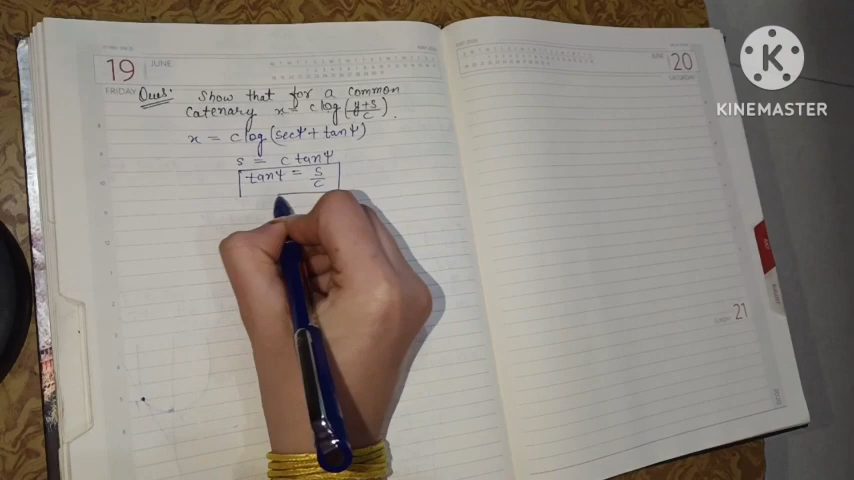 19 JUNE
FRIDAY
Ques: Show that for a common
catenary x = c log (y+s/c).
x = c log (secΨ + tanΨ)
s = c tanΨ
tanΨ = s/c
JUNE 20
SATURDAY
21
K
KINEMASTER